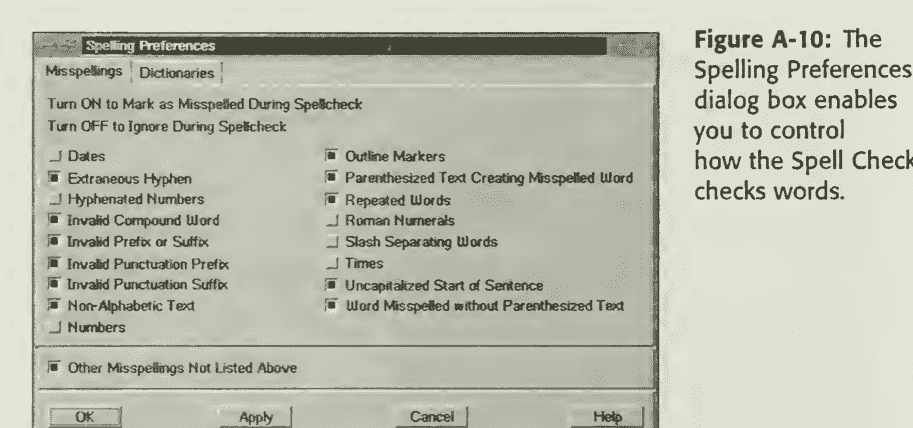 Spelling Preferences
Misspellings Dictionaries
Turn ON to Mark as Misspelled During Spellcheck
Turn OFF to Ignore During Spellcheck
Dates
Extraneous Hyphen
Hyphenated Numbers
Invalid Compound Word
Invalid Prefix or Suffix
Invalid Punctuation Prefix
Invalid Punctuation Suffix
Non-Alphabetic Text
Numbers
Outline Markers
Parenthesized Text Creating Misspelled Word
Repeated Words
Roman Numerals
Slash Separating Words
Times
Uncapitalized Start of Sentence
Word Misspelled without Parenthesized Text
Other Misspellings Not Listed Above
OK Apply Cancel Help
Figure A-10: The
Spelling Preferences
dialog box enables
you to control
how the Spell Check
checks words.